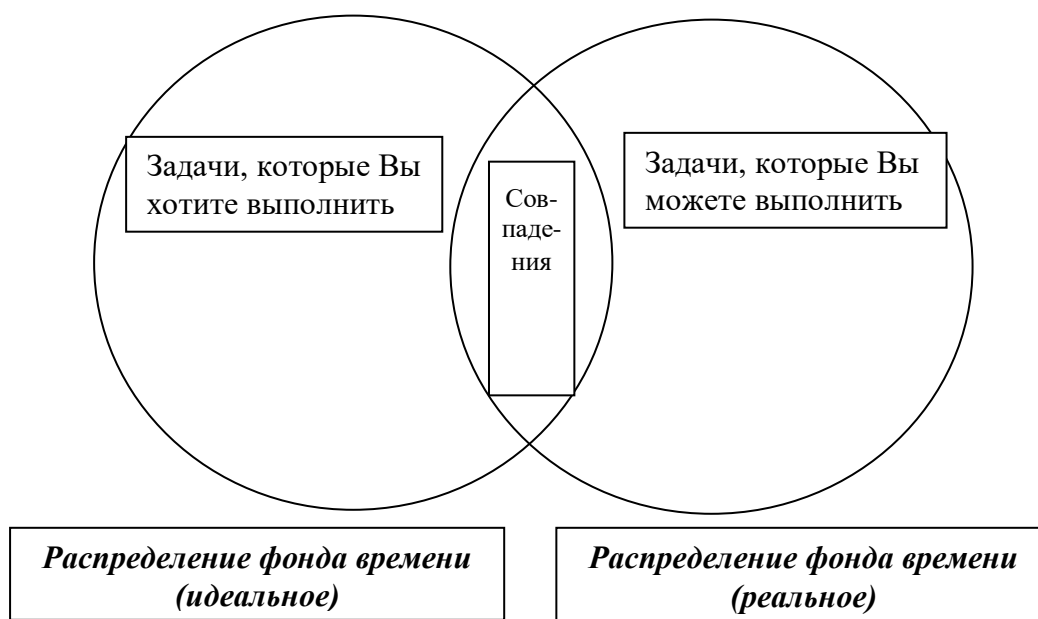 Задачи, которые Вы
хотите выполнить
Сов-
паде-
ния
Задачи, которые Вы
можете выполнить
Распределение фонда времени
(идеальное)
Распределение фонда времени
(реальное)